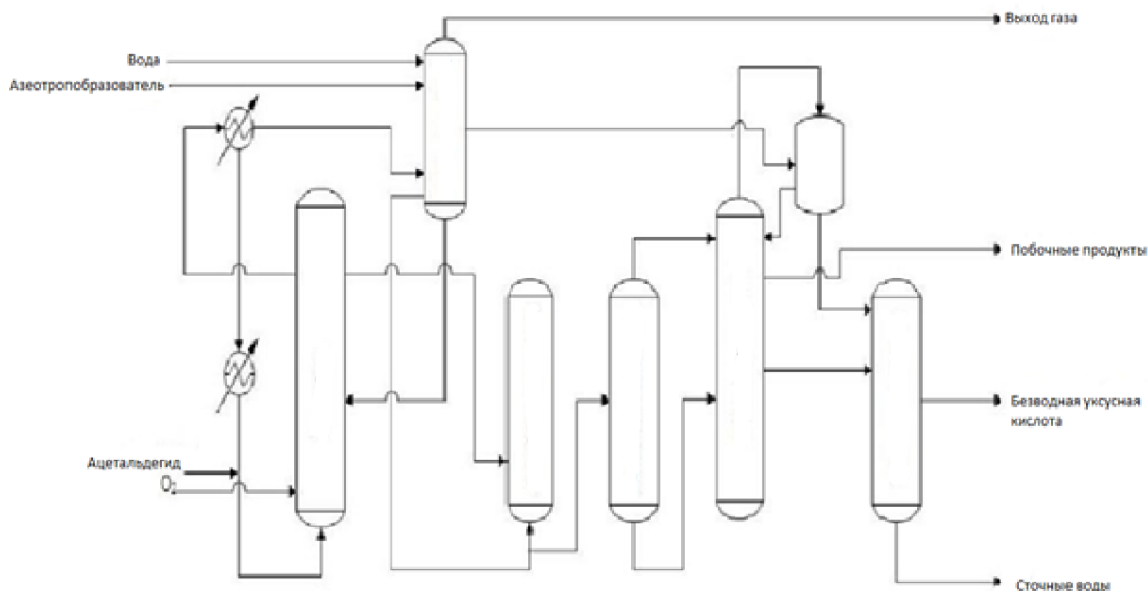 Выход газа
Вода
Азеотропобразователь
Побочные продукты
Безводная уксусная
кислота
Ацетальдегид
O₂
Сточные воды